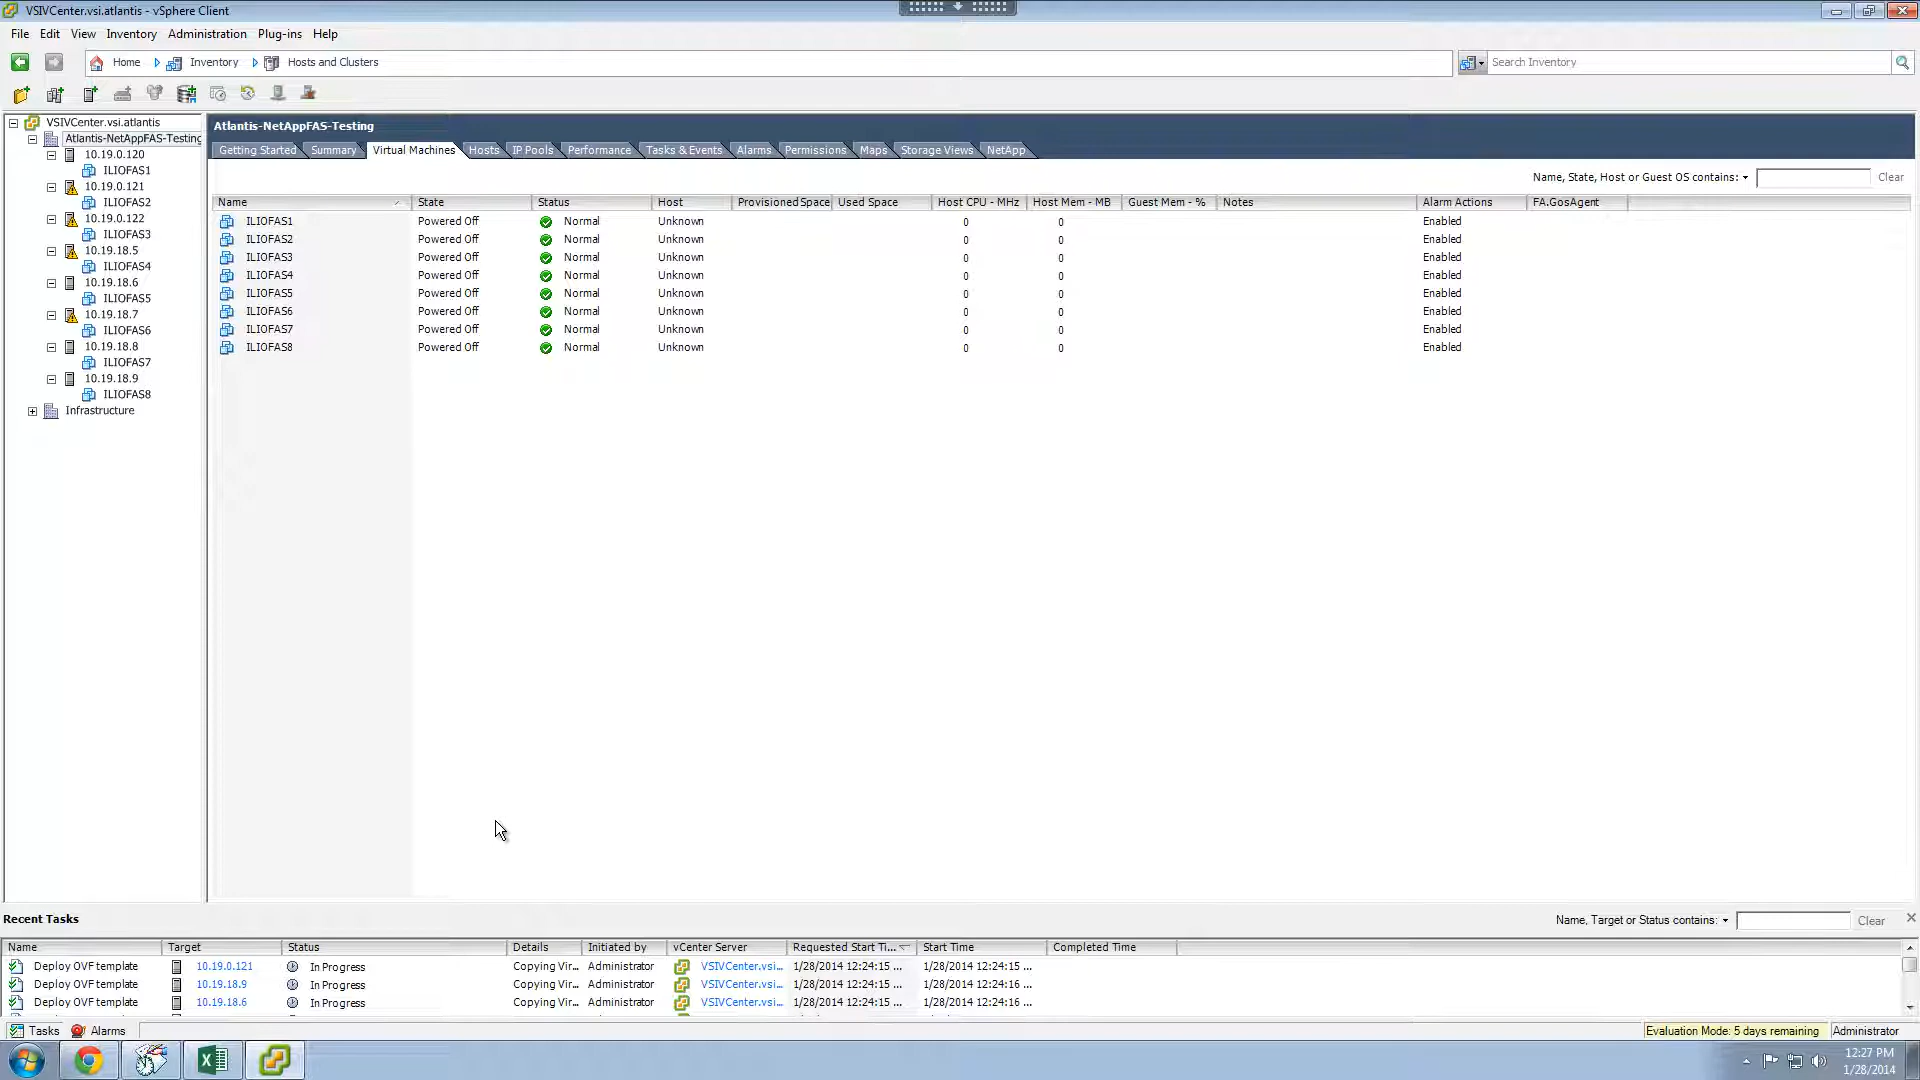 VSIVCenter.vsi.atlantis - vSphere Client
File Edit View Inventory Administration Plug-ins Help
Home Inventory Hosts and Clusters Search Inventory
VSIVCenter.vsi.atlantis
Atlantis-NetAppFAS-Testing
10.19.0.120
ILIOFAS1
10.19.0.121
ILIOFAS2
10.19.0.122
ILIOFAS3
10.19.18.5
ILIOFAS4
10.19.18.6
ILIOFAS5
10.19.18.7
ILIOFAS6
10.19.18.8
ILIOFAS7
10.19.18.9
ILIOFAS8
Infrastructure
Atlantis-NetAppFAS-Testing
Getting Started Summary Virtual Machines Hosts IP Pools Performance Tasks & Events Alarms Permissions Maps Storage Views NetApp
Name, State, Host or Guest OS contains: Clear
Name State Status Host Provisioned Space Used Space Host CPU - MHz Host Mem - MB Guest Mem - % Notes Alarm Actions FA.GosAgent
ILIOFAS1 Powered Off Normal Unknown 0 0 Enabled
ILIOFAS2 Powered Off Normal Unknown 0 0 Enabled
ILIOFAS3 Powered Off Normal Unknown 0 0 Enabled
ILIOFAS4 Powered Off Normal Unknown 0 0 Enabled
ILIOFAS5 Powered Off Normal Unknown 0 0 Enabled
ILIOFAS6 Powered Off Normal Unknown 0 0 Enabled
ILIOFAS7 Powered Off Normal Unknown 0 0 Enabled
ILIOFAS8 Powered Off Normal Unknown 0 0 Enabled
Recent Tasks Name, Target or Status contains: Clear
Name Target Status Details Initiated by vCenter Server Requested Start Ti... Start Time Completed Time
Deploy OVF template 10.19.0.121 In Progress Copying Vir... Administrator VSIVCenter.vsi... 1/28/2014 12:24:15 ... 1/28/2014 12:24:15 ...
Deploy OVF template 10.19.18.9 In Progress Copying Vir... Administrator VSIVCenter.vsi... 1/28/2014 12:24:15 ... 1/28/2014 12:24:16 ...
Deploy OVF template 10.19.18.6 In Progress Copying Vir... Administrator VSIVCenter.vsi... 1/28/2014 12:24:15 ... 1/28/2014 12:24:16 ...
Tasks Alarms Evaluation Mode: 5 days remaining Administrator
12:27 PM
1/28/2014